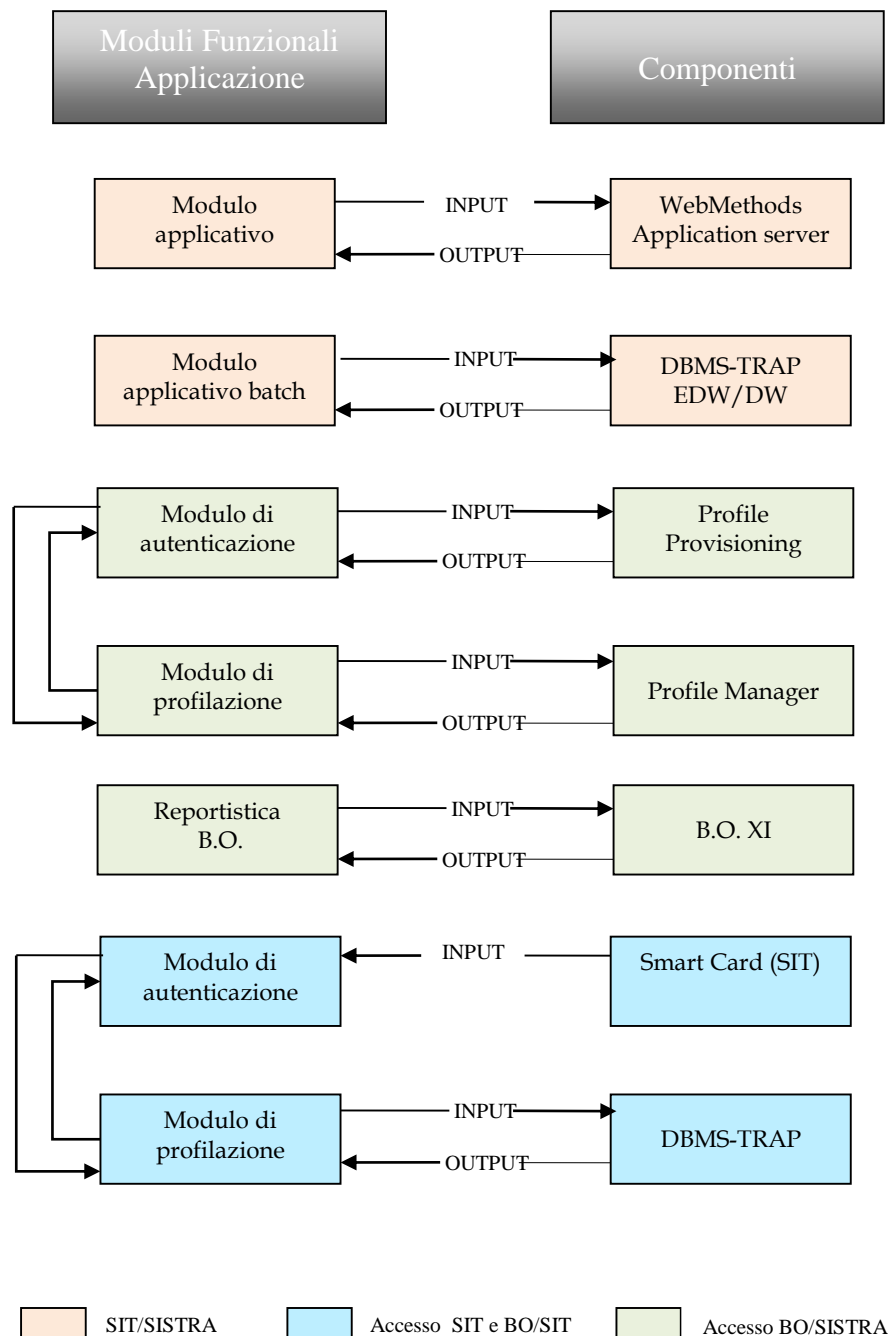 Moduli Funzionali
Applicazione
Componenti
Modulo
applicativo
INPUT
OUTPUT
WebMethods
Application server
Modulo
applicativo batch
INPUT
OUTPUT
DBMS-TRAP
EDW/DW
Modulo di
autenticazione
INPUT
OUTPUT
Profile
Provisioning
Modulo di
profilazione
INPUT
OUTPUT
Profile Manager
Reportistica
B.O.
INPUT
OUTPUT
B.O. XI
Modulo di
autenticazione
INPUT
Smart Card (SIT)
Modulo di
profilazione
INPUT
OUTPUT
DBMS-TRAP
SIT/SISTRA
Accesso SIT e BO/SIT
Accesso BO/SISTRA